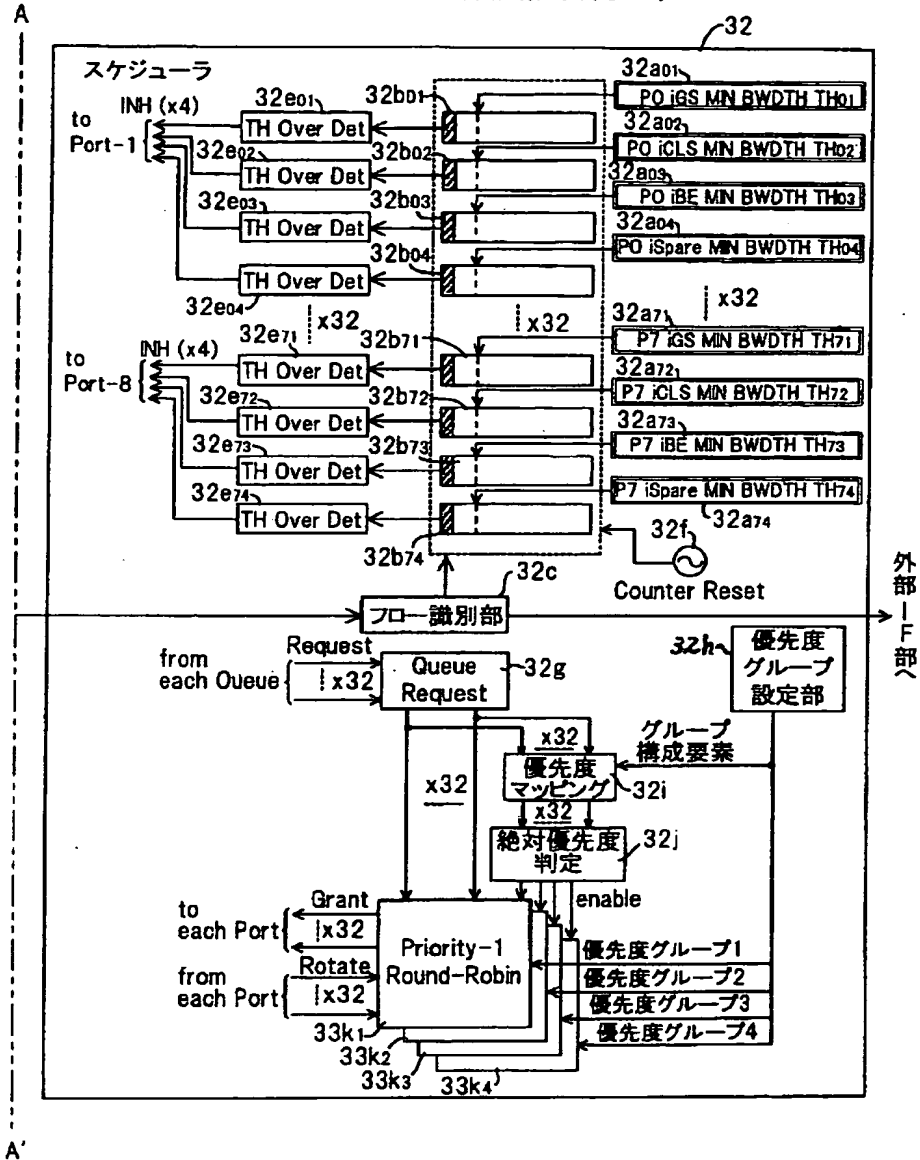 A
32
スケジューラ
INH (x4)
to
Port-1
32e01
TH Over Det
32b01
32a01
P0 iGS MIN BWDTH TH01
32e02
TH Over Det
32b02
32a02
P0 iCLS MIN BWDTH TH02
32e03
TH Over Det
32b03
32a03
P0 iBE MIN BWDTH TH03
TH Over Det
32e04
32b04
32a04
P0 iSpare MIN BWDTH TH04
x32
x32
x32
INH (x4)
to
Port-8
32e71
TH Over Det
32b71
32a71
P7 iGS MIN BWDTH TH71
32e72
TH Over Det
32b72
32a72
P7 iCLS MIN BWDTH TH72
32e73
TH Over Det
32b73
32a73
P7 iBE MIN BWDTH TH73
32e74
TH Over Det
32b74
P7 iSpare MIN BWDTH TH74
32a74
32f
Counter Reset
32c
フロー識別部
外部ーF部へ
from
each Queue
Request
x32
Queue
Request
32g
32h
優先度
グループ
設定部
x32
x32
グループ
構成要素
優先度
マッピング
32i
x32
絶対優先度
判定
32j
enable
to
each Port
Grant
x32
from
each Port
Rotate
x32
Priority-1
Round-Robin
優先度グループ1
優先度グループ2
優先度グループ3
優先度グループ4
33k1
33k2
33k3
33k4
A'